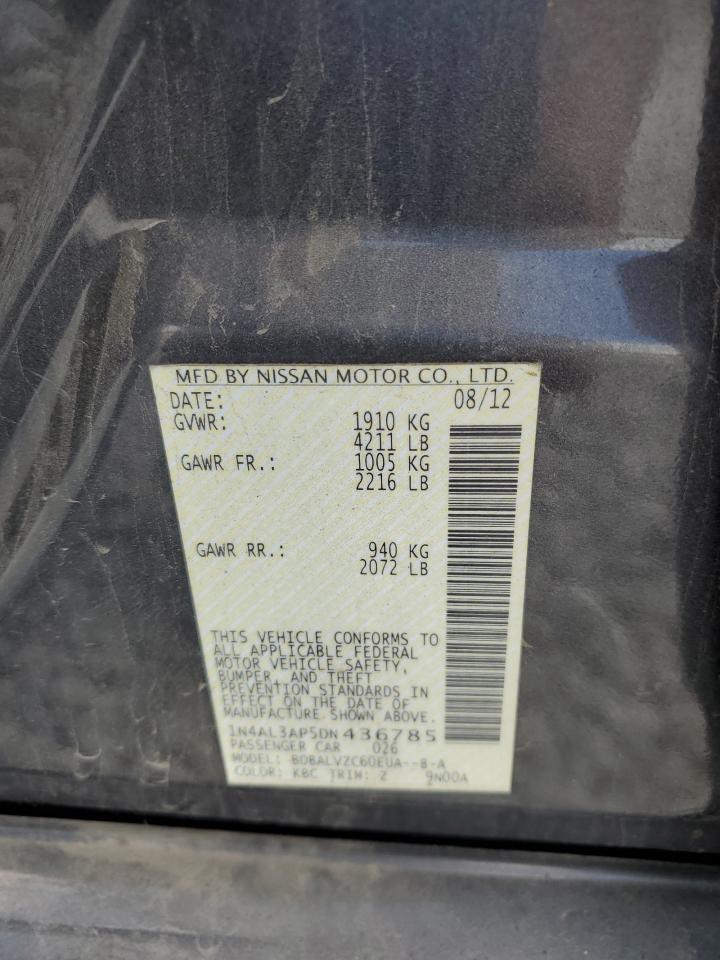 MFD BY NISSAN MOTOR CO., LTD.
DATE: 08/12
GVWR: 1910 KG
4211 LB
GAWR FR.: 1005 KG
2216 LB
GAWR RR.: 940 KG
2072 LB
THIS VEHICLE CONFORMS TO
ALL APPLICABLE FEDERAL
MOTOR VEHICLE SAFETY,
BUMPER, AND THEFT
PREVENTION STANDARDS IN
EFFECT ON THE DATE OF
MANUFACTURE SHOWN ABOVE.
1N4AL3AP5DN436785
PASSENGER CAR 026
MODEL: BDBALVZC60EUA--B-A
COLOR: KBC TRIM: Z 9N00A